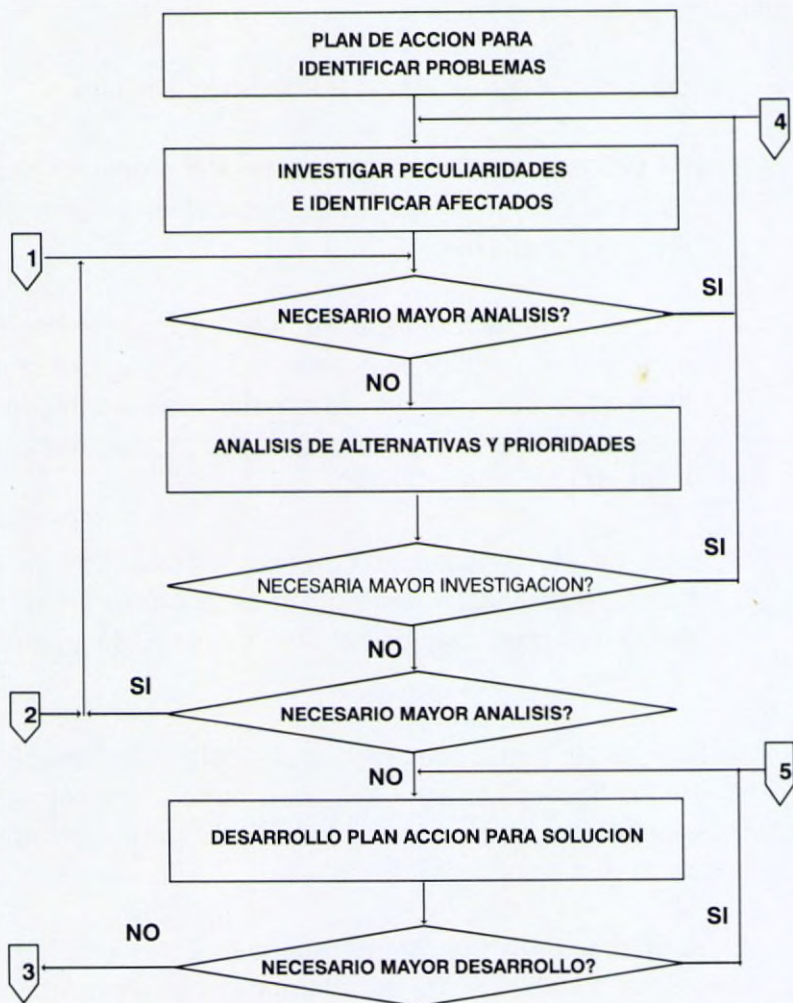 PLAN DE ACCION PARA
IDENTIFICAR PROBLEMAS
4
INVESTIGAR PECULIARIDADES
E IDENTIFICAR AFECTADOS
1
SI
NECESARIO MAYOR ANALISIS?
NO
ANALISIS DE ALTERNATIVAS Y PRIORIDADES
SI
NECESARIA MAYOR INVESTIGACION?
NO
SI
2
NECESARIO MAYOR ANALISIS?
NO
5
DESARROLLO PLAN ACCION PARA SOLUCION
SI
NO
NECESARIO MAYOR DESARROLLO?
3